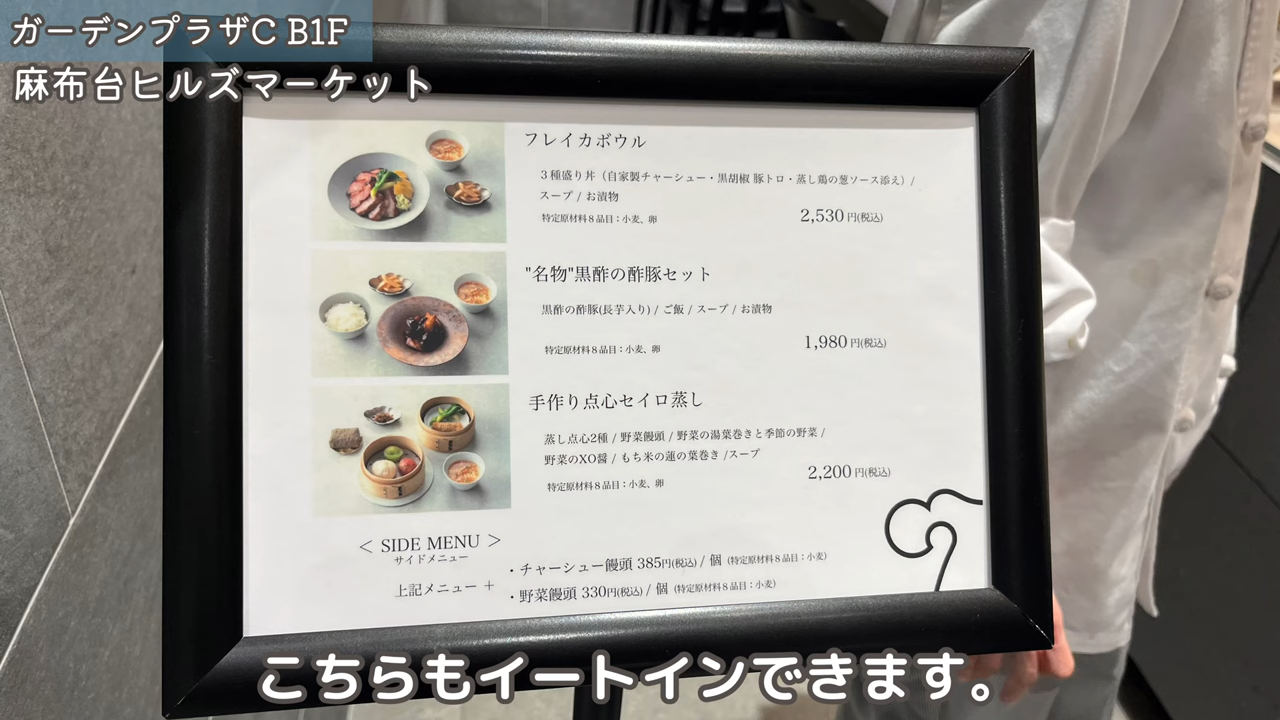 ガーデンプラザC B1F
麻布台ヒルズマーケット
フレイカボウル
3種盛り丼（自家製チャーシュー・黒胡椒 豚トロ・蒸し鶏の葱ソース添え）/
スープ / お漬物
特定原材料8品目：小麦、卵
2,530円(税込)
"名物"黒酢の酢豚セット
黒酢の酢豚(長芋入り) / ご飯 / スープ / お漬物
特定原材料8品目：小麦、卵
1,980円(税込)
手作り点心セイロ蒸し
蒸し点心2種 / 野菜饅頭 / 野菜の湯葉巻きと季節の野菜 /
野菜のXO醤 / もち米の蓮の葉巻き /スープ
特定原材料8品目：小麦、卵
2,200円(税込)
< SIDE MENU >
サイドメニュー
上記メニュー +
・チャーシュー饅頭 385円(税込) / 個 (特定原材料8品目：小麦)
・野菜饅頭 330円(税込) / 個 (特定原材料8品目：小麦)
こちらもイートインできます。